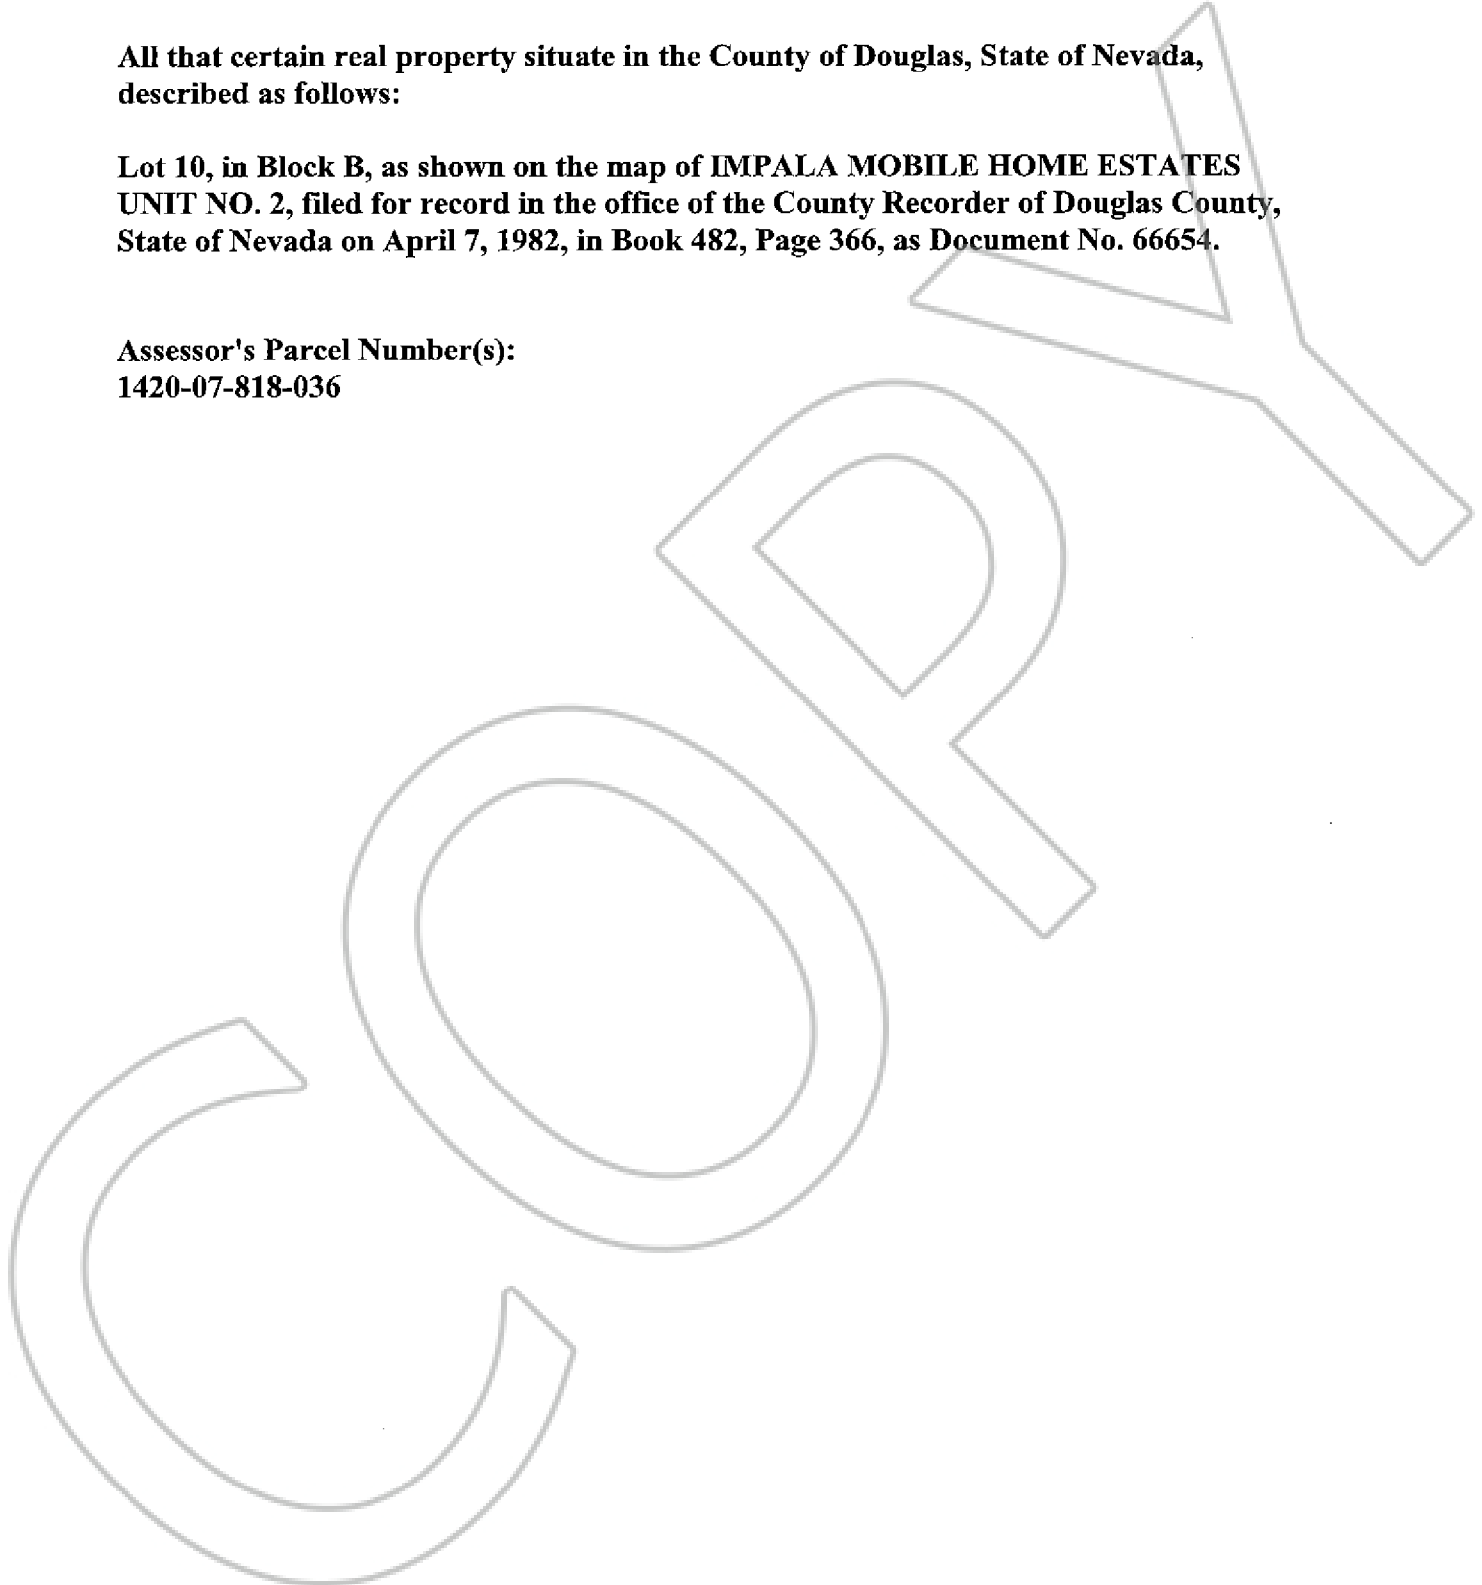 All that certain real property situate in the County of Douglas, State of Nevada,
described as follows:
Lot 10, in Block B, as shown on the map of IMPALA MOBILE HOME ESTATES
UNIT NO. 2, filed for record in the office of the County Recorder of Douglas County,
State of Nevada on April 7, 1982, in Book 482, Page 366, as Document No. 66654.
Assessor's Parcel Number(s):
1420-07-818-036
COPY